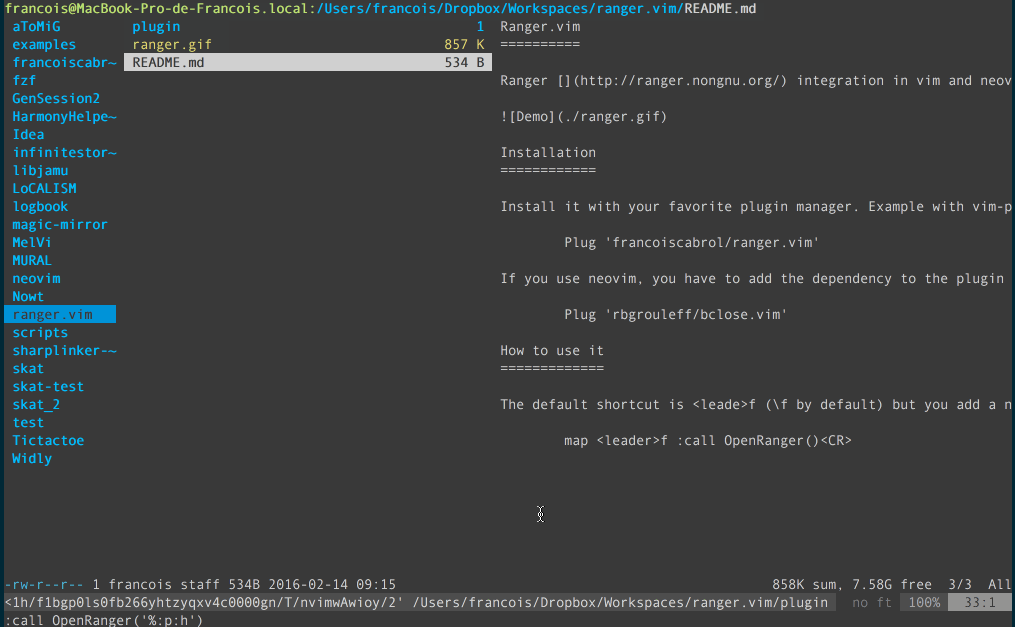 francois@MacBook-Pro-de-Francois.local:/Users/francois/Dropbox/Workspaces/ranger.vim/README.md
aToMiG plugin 1 Ranger.vim
examples ranger.gif 857 K ==========
francoiscabr~ README.md 534 B
fzf Ranger [](http://ranger.nongnu.org/) integration in vim and neov
GenSession2
HarmonyHelpe~ ![Demo](./ranger.gif)
Idea
infinitestor~ Installation
libjamu ============
LoCALISM
logbook Install it with your favorite plugin manager. Example with vim-p
magic-mirror
MelVi Plug 'francoiscabrol/ranger.vim'
MURAL
neovim If you use neovim, you have to add the dependency to the plugin
Nowt
ranger.vim Plug 'rbgrouleff/bclose.vim'
scripts
sharplinker-~ How to use it
skat =============
skat-test
skat_2 The default shortcut is <leade>f (\f by default) but you add a n
test
Tictactoe map <leader>f :call OpenRanger()<CR>
Widly
-rw-r--r-- 1 francois staff 534B 2016-02-14 09:15 858K sum, 7.58G free 3/3 All
<1h/f1bgp0ls0fb266yhtzyqxv4c0000gn/T/nvimwAwioy/2' /Users/francois/Dropbox/Workspaces/ranger.vim/plugin no ft 100% 33:1
:call OpenRanger('%:p:h')